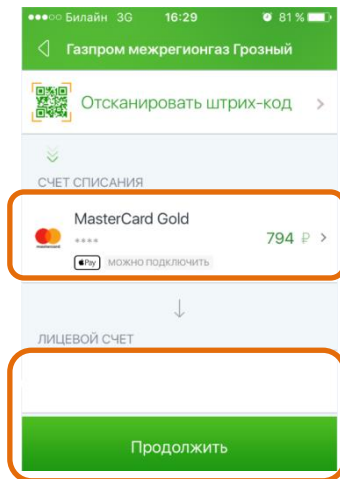 Билайн 3G 16:29 81 %
Газпром межрегионгаз Грозный
Отсканировать штрих-код
СЧЕТ СПИСАНИЯ
MasterCard Gold
794 ₽
****
Pay МОЖНО ПОДКЛЮЧИТЬ
ЛИЦЕВОЙ СЧЕТ
Продолжить